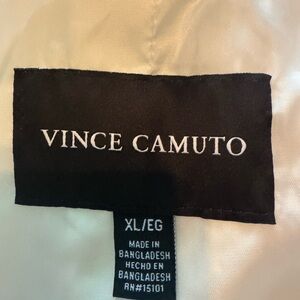 VINCE CAMUTO
XL/EG
MADE IN
BANGLADESH
HECHO EN
BANGLADESH
RN#15101